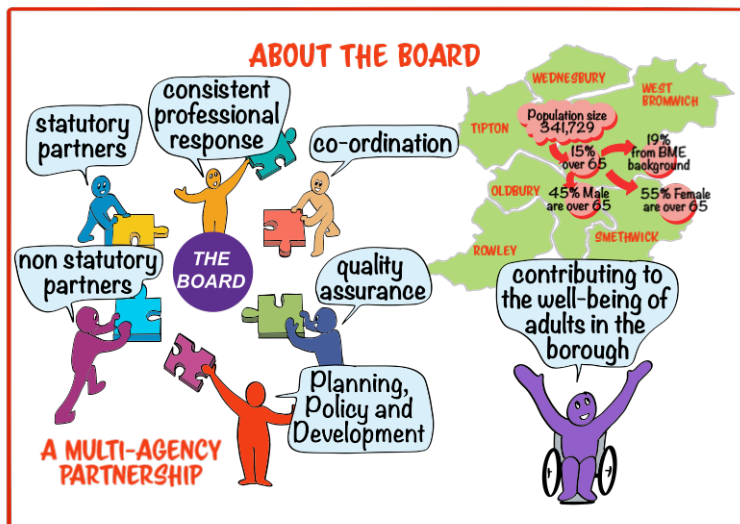 ABOUT THE BOARD
statutory
partners
consistent
professional
response
co-ordination
non statutory
partners
THE
BOARD
quality
assurance
Planning,
Policy and
Development
A MULTI-AGENCY
PARTNERSHIP
WEDNESBURY
WEST
BROMWICH
TIPTON
Population size
341,729
15%
over 65
19%
from BME
background
OLDBURY
45% Male
are over 65
55% Female
are over 65
ROWLEY
SMETHWICK
contributing to
the well-being of
adults in the
borough